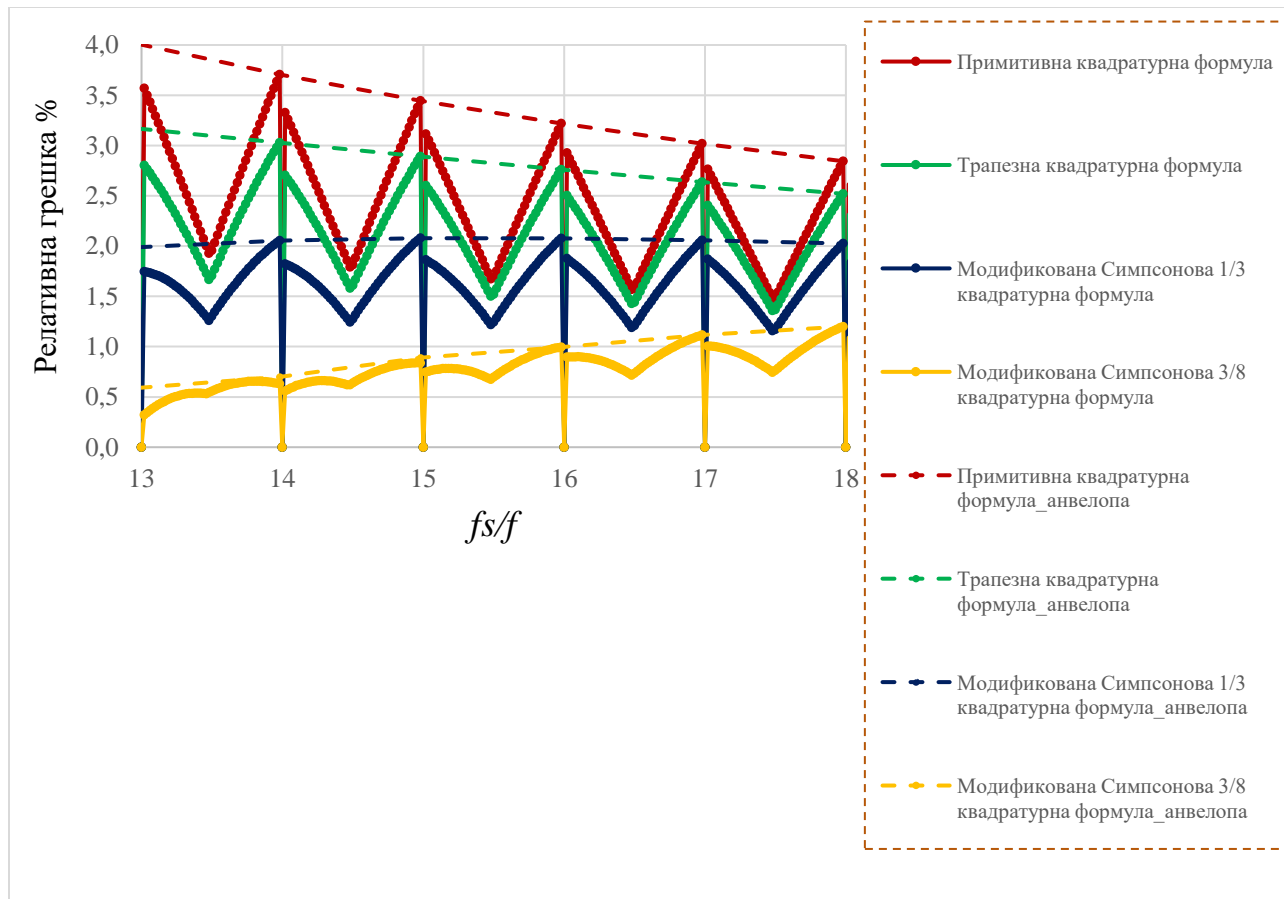 Релативна грешка %
4,0
3,5
3,0
2,5
2,0
1,5
1,0
0,5
0,0
13 14 15 16 17 18
fs/f
Примитивна квадратурна формула
Трапезна квадратурна формула
Модификована Симпсонова 1/3
квадратурна формула
Модификована Симпсонова 3/8
квадратурна формула
Примитивна квадратурна
формула_анвелопа
Трапезна квадратурна
формула_анвелопа
Модификована Симпсонова 1/3
квадратурна формула_анвелопа
Модификована Симпсонова 3/8
квадратурна формула_анвелопа